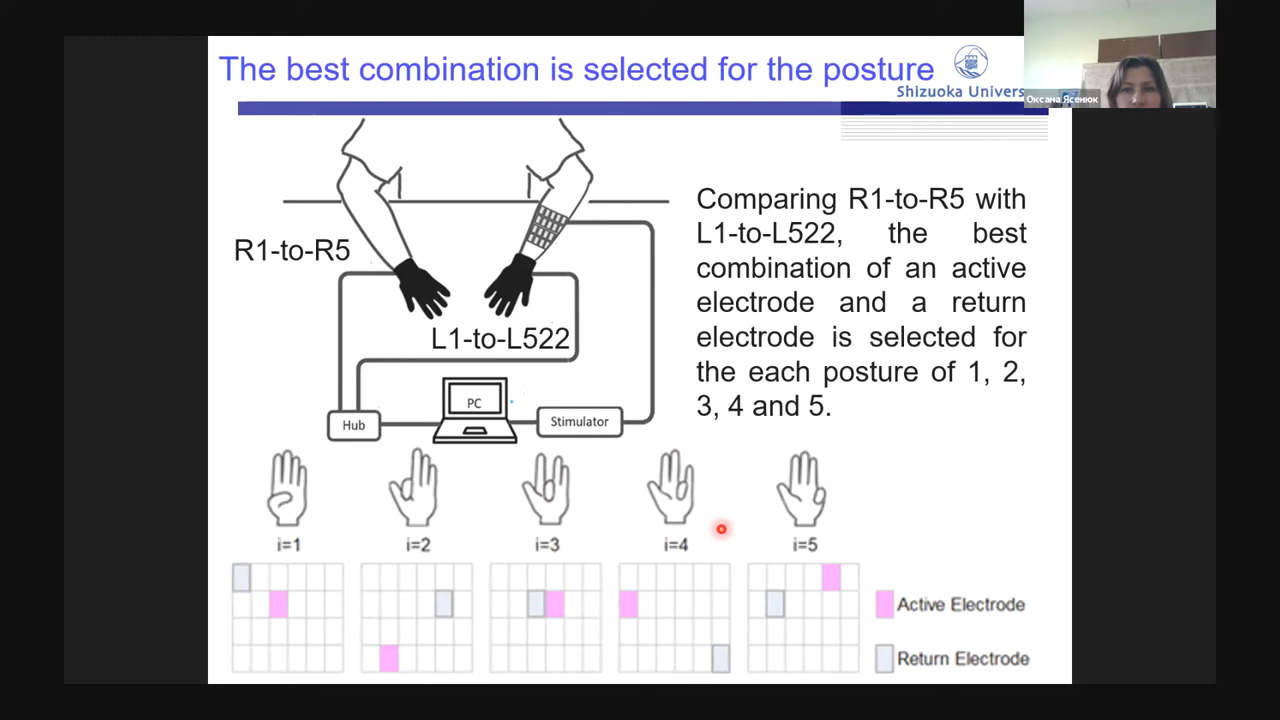 The best combination is selected for the posture
Shizuoka Univers
Оксана Ясенюк
R1-to-R5
L1-to-L522
Comparing R1-to-R5 with
L1-to-L522, the best
combination of an active
electrode and a return
electrode is selected for
the each posture of 1, 2,
3, 4 and 5.
PC
Hub
Stimulator
i=1
i=2
i=3
i=4
i=5
Active Electrode
Return Electrode